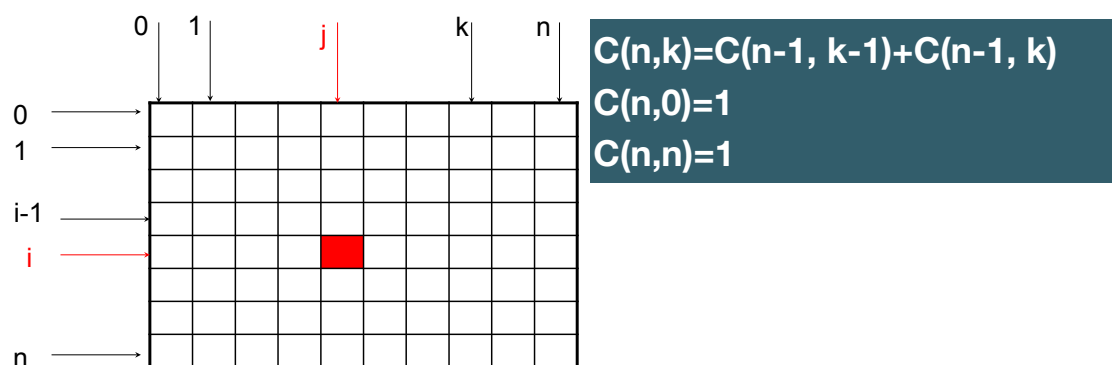 0 1 j k n
0
1
i-1
i
n
C(n,k)=C(n-1, k-1)+C(n-1, k)
C(n,0)=1
C(n,n)=1